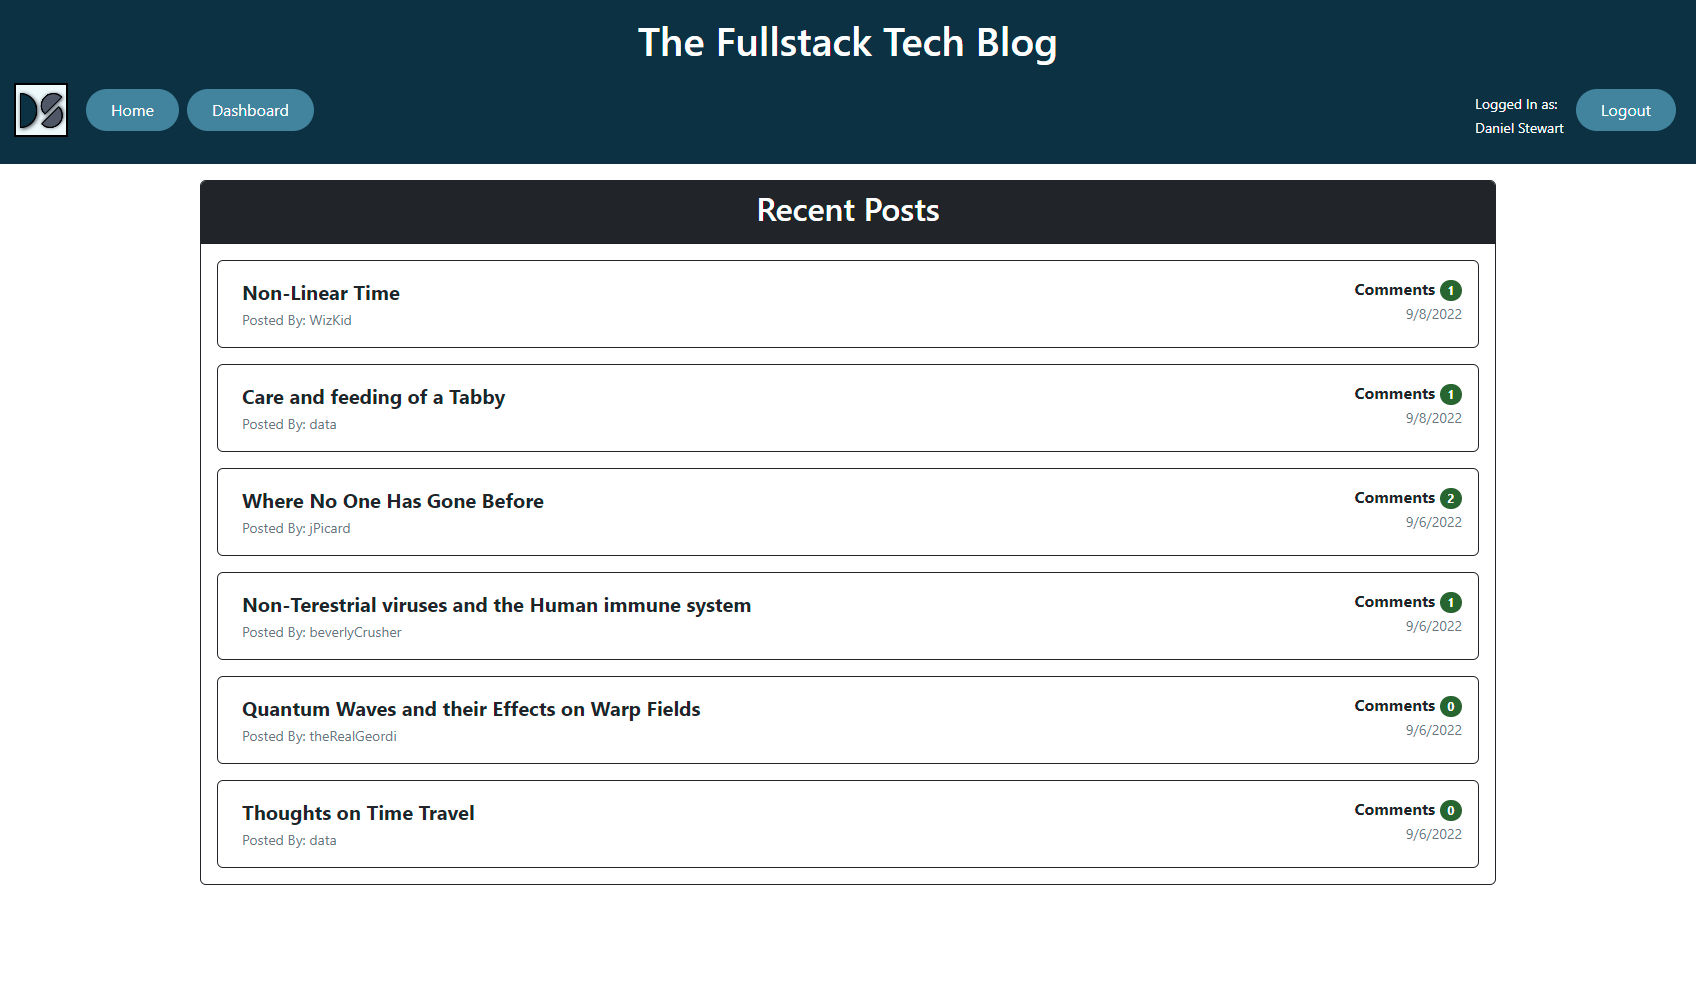 The Fullstack Tech Blog
DS
Home
Dashboard
Logged In as:
Daniel Stewart
Logout
Recent Posts
Non-Linear Time
Posted By: WizKid
Comments 1
9/8/2022
Care and feeding of a Tabby
Posted By: data
Comments 1
9/8/2022
Where No One Has Gone Before
Posted By: jPicard
Comments 2
9/6/2022
Non-Terestrial viruses and the Human immune system
Posted By: beverlyCrusher
Comments 1
9/6/2022
Quantum Waves and their Effects on Warp Fields
Posted By: theRealGeordi
Comments 0
9/6/2022
Thoughts on Time Travel
Posted By: data
Comments 0
9/6/2022